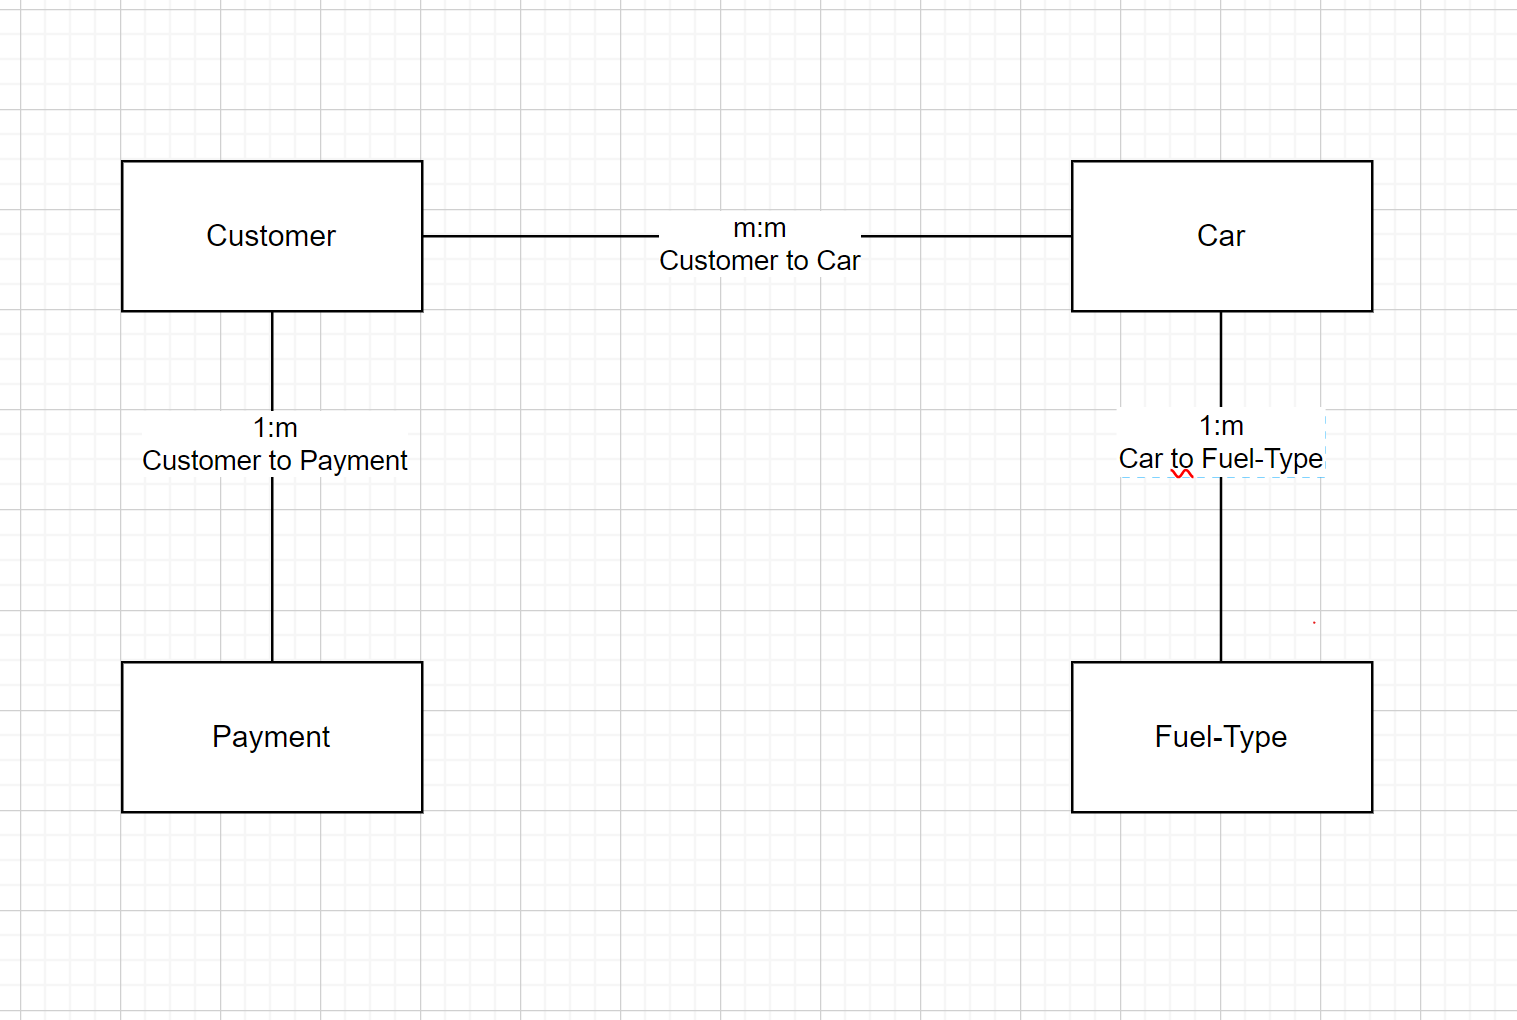 Customer
m:m
Customer to Car
Car
1:m
Customer to Payment
1:m
Car to Fuel-Type
Payment
Fuel-Type